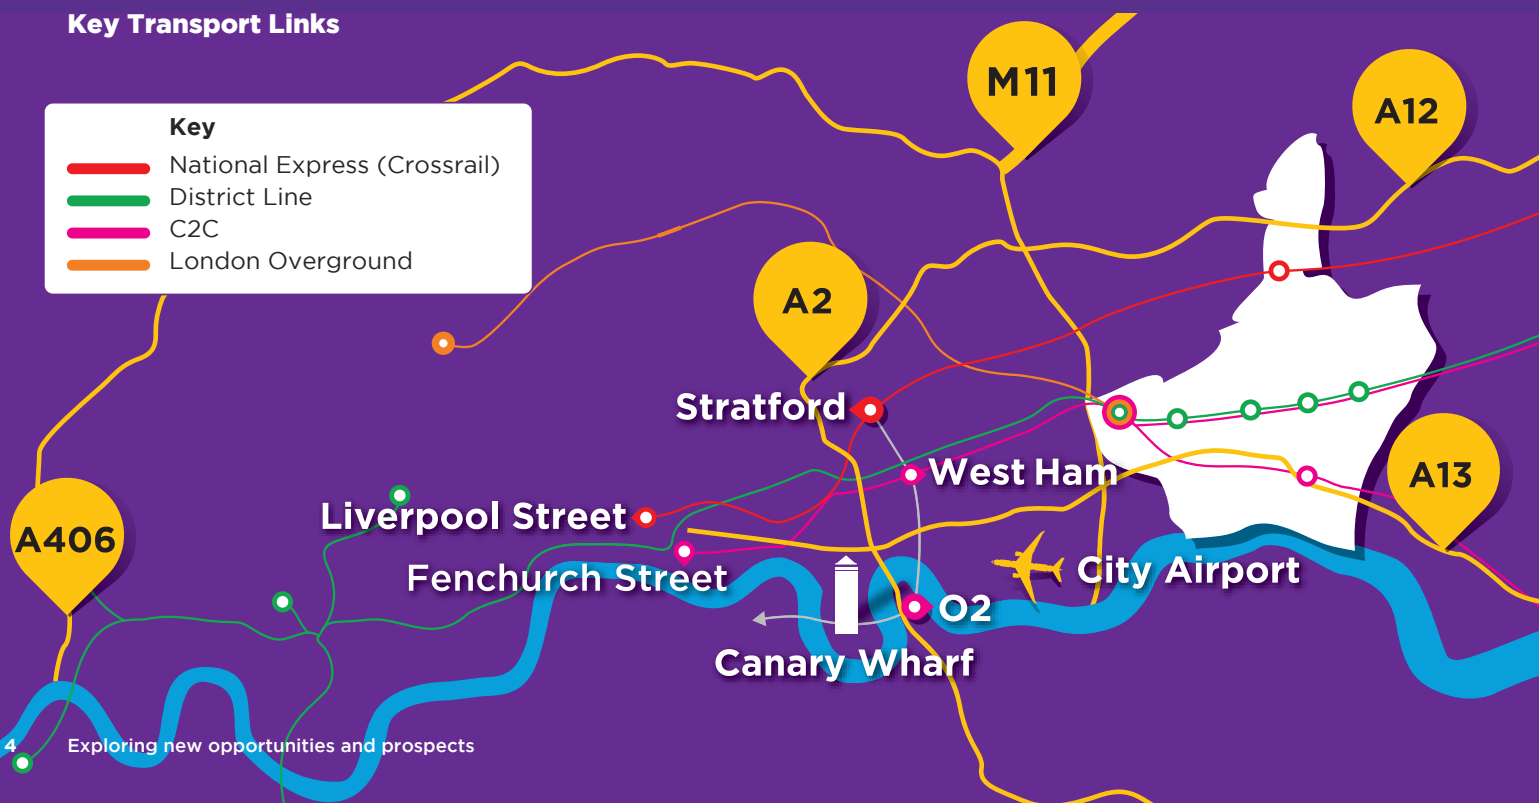 Key Transport Links
Key
National Express (Crossrail)
District Line
C2C
London Overground
M11
A12
A2
Stratford
West Ham
A13
Liverpool Street
A406
Fenchurch Street
City Airport
O2
Canary Wharf
4 Exploring new opportunities and prospects